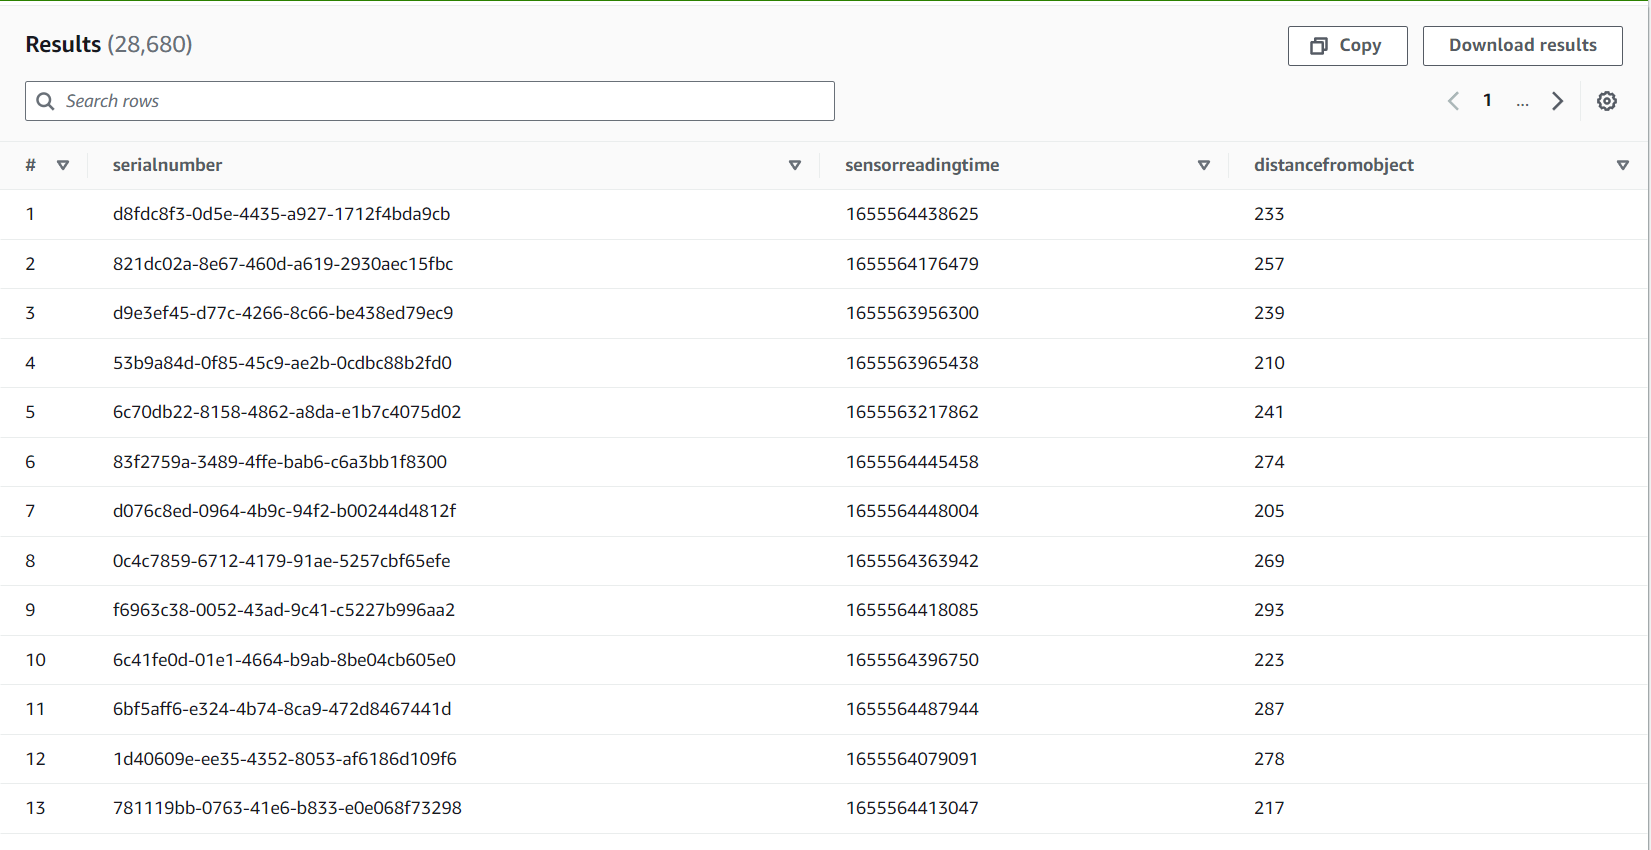 Results (28,680)
Copy
Download results
Search rows
1 ...
# serialnumber sensorreadingtime distancefromobject
1 d8fdc8f3-0d5e-4435-a927-1712f4bda9cb 1655564438625 233
2 821dc02a-8e67-460d-a619-2930aec15fbc 1655564176479 257
3 d9e3ef45-d77c-4266-8c66-be438ed79ec9 1655563956300 239
4 53b9a84d-0f85-45c9-ae2b-0cdbc88b2fd0 1655563965438 210
5 6c70db22-8158-4862-a8da-e1b7c4075d02 1655563217862 241
6 83f2759a-3489-4ffe-bab6-c6a3bb1f8300 1655564445458 274
7 d076c8ed-0964-4b9c-94f2-b00244d4812f 1655564448004 205
8 0c4c7859-6712-4179-91ae-5257cbf65efe 1655564363942 269
9 f6963c38-0052-43ad-9c41-c5227b996aa2 1655564418085 293
10 6c41fe0d-01e1-4664-b9ab-8be04cb605e0 1655564396750 223
11 6bf5aff6-e324-4b74-8ca9-472d8467441d 1655564487944 287
12 1d40609e-ee35-4352-8053-af6186d109f6 1655564079091 278
13 781119bb-0763-41e6-b833-e0e068f73298 1655564413047 217